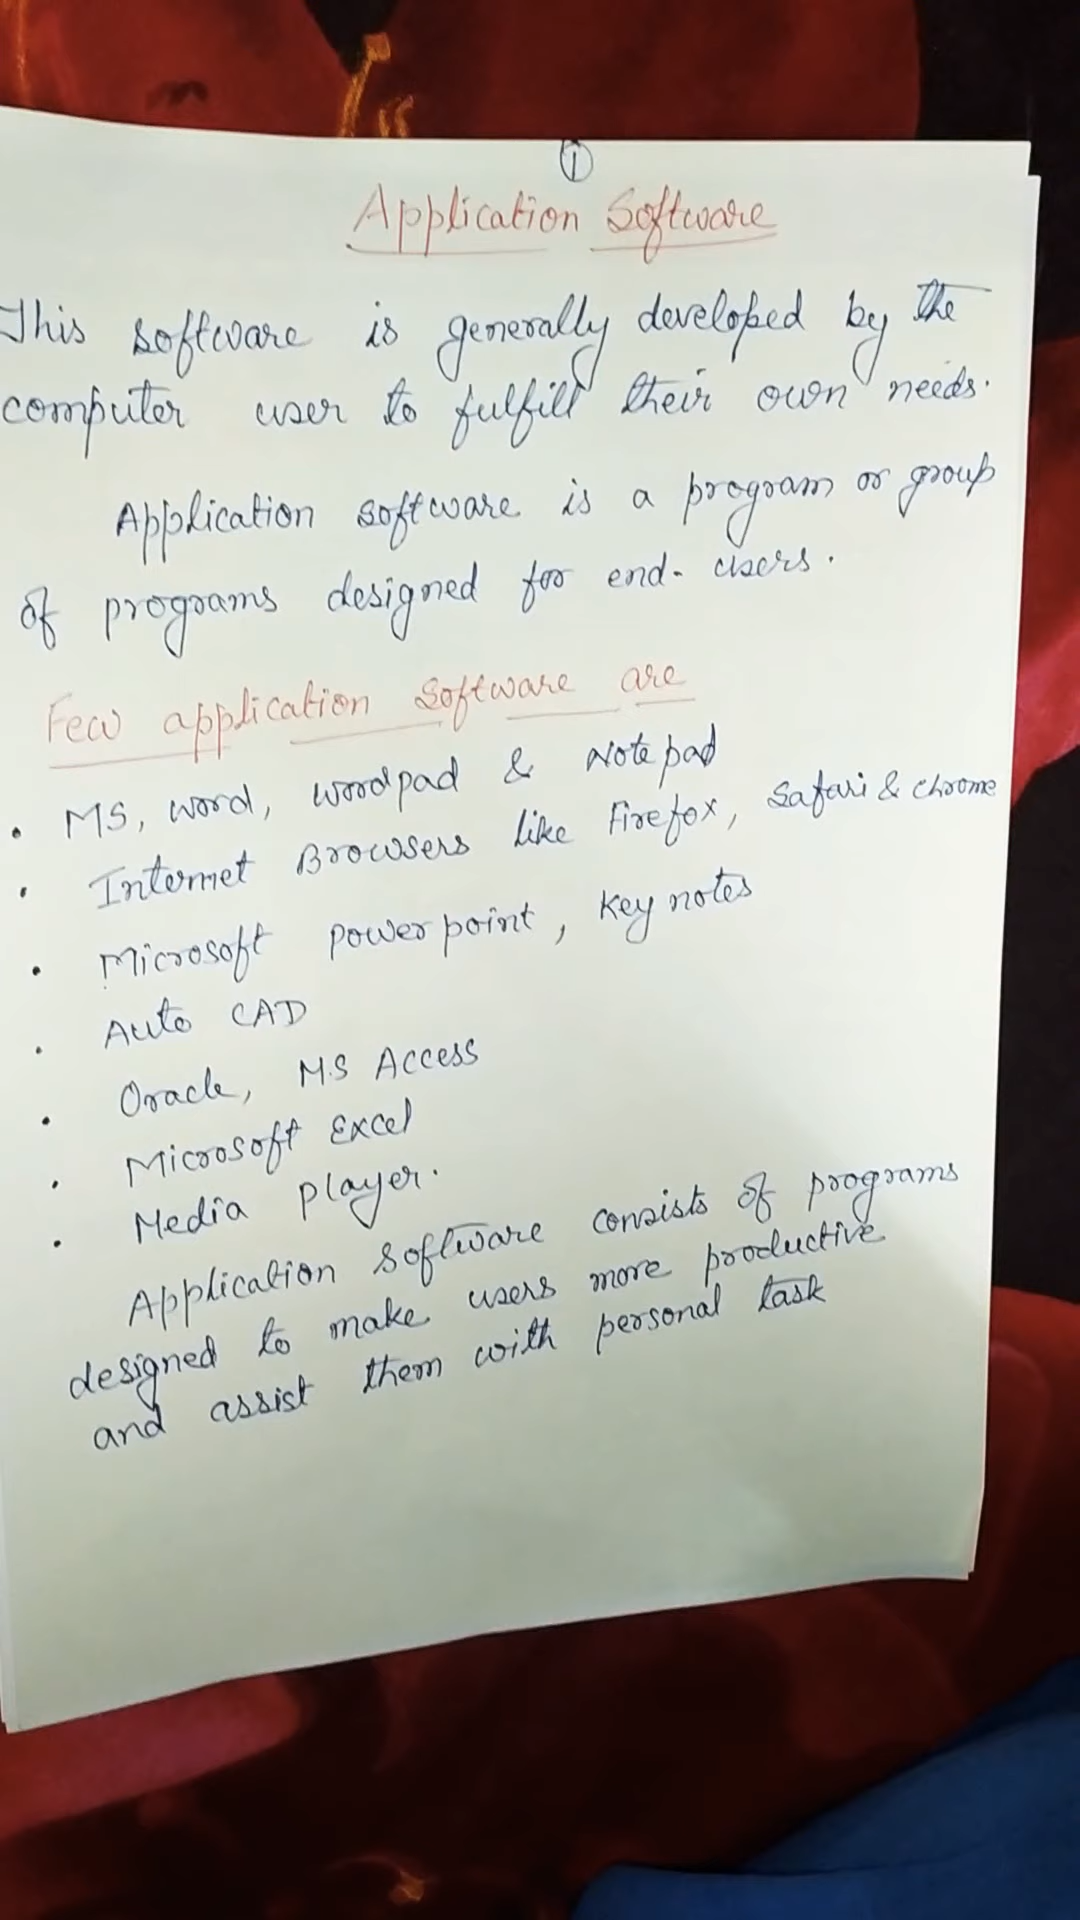 1
Application Software
This software is generally developed by the
computer user to fulfill their own needs.
Application software is a program or group
of programs designed for end-users.
Few application software are
• MS, word, wordpad & Notepad
• Internet Browsers like Firefox, Safari & chrome
• Microsoft power point, key notes
• Auto CAD
• Oracle, M.S Access
• Microsoft Excel
• Media player.
Application software consists of programs
designed to make users more productive
and assist them with personal task